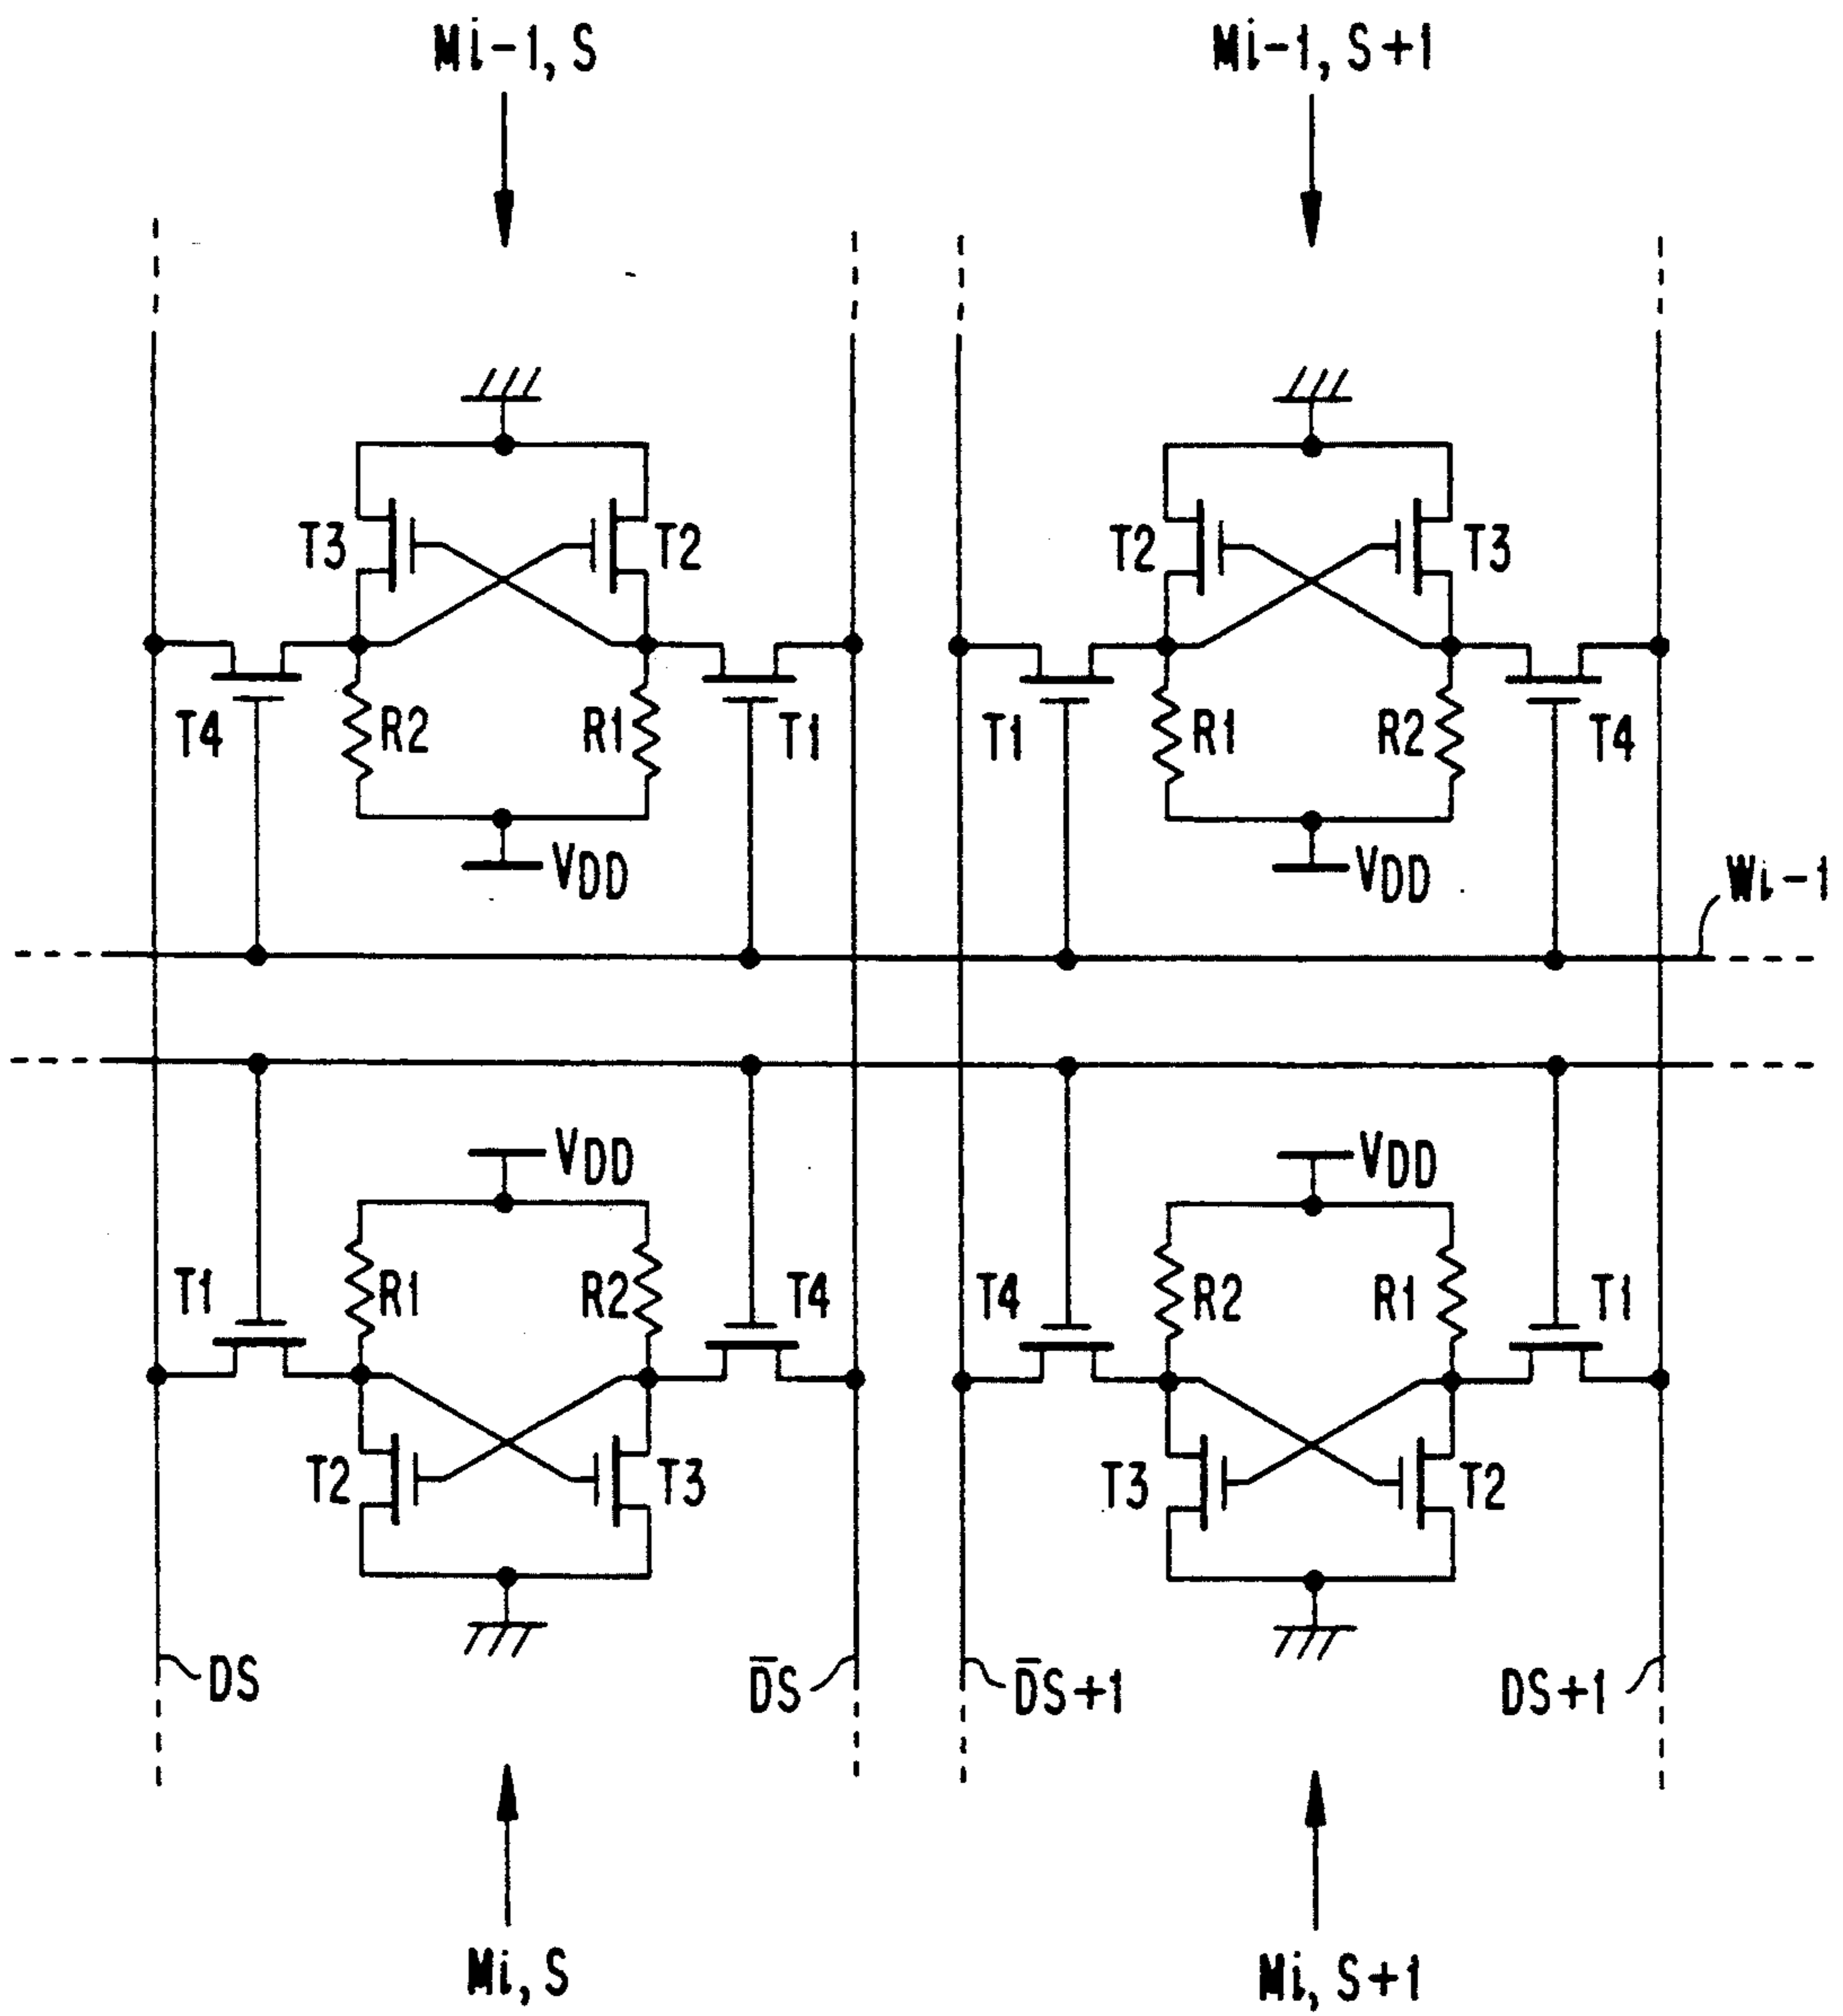 Mi-1, S
Mi-1, S+1
T3
T2
T2
T3
T4
R2
R1
T1
T1
R1
R2
T4
VDD
VDD
Wi-1
VDD
VDD
T1
R1
R2
T4
T4
R2
R1
T1
T2
T3
T3
T2
DS
D̅S
D̅S+1
DS+1
Mi, S
Mi, S+1